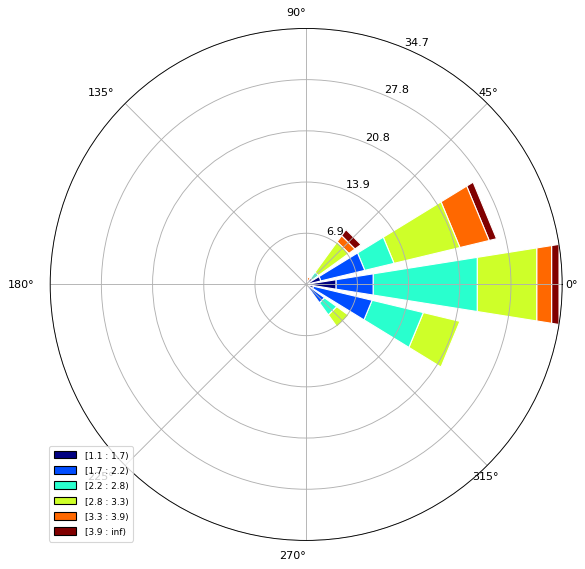 90°
34.7
27.8
135°
45°
20.8
13.9
6.9
180°
0°
[1.1 : 1.7)
[1.7 : 2.2)
225°
315°
[2.2 : 2.8)
[2.8 : 3.3)
[3.3 : 3.9)
[3.9 : inf)
270°